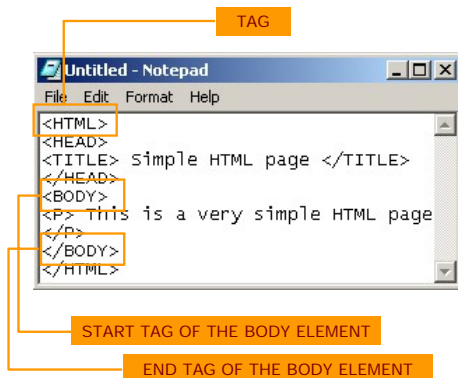 TAG
Untitled - Notepad
File Edit Format Help
<HTML>
<HEAD>
<TITLE> Simple HTML page </TITLE>
</HEAD>
<BODY>
<P> This is a very simple HTML page
</P>
</BODY>
</HTML>
START TAG OF THE BODY ELEMENT
END TAG OF THE BODY ELEMENT